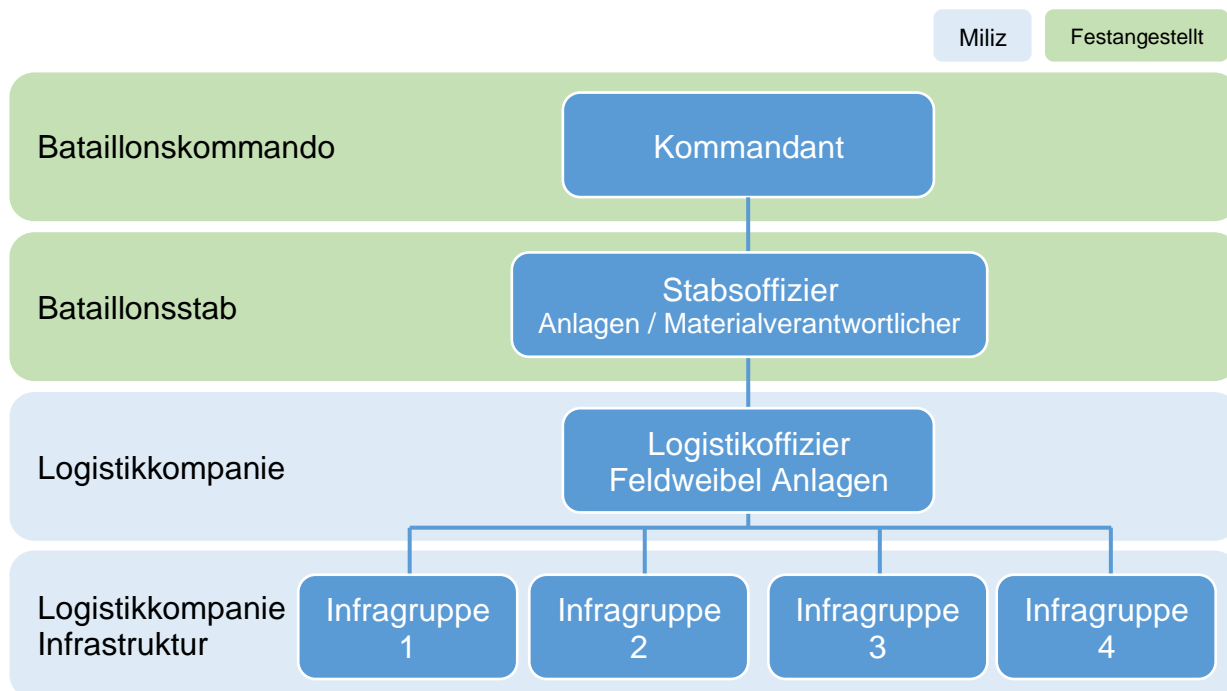 Miliz
Festangestellt
Bataillonskommando
Kommandant
Bataillonsstab
Stabsoffizier
Anlagen / Materialverantwortlicher
Logistikkompanie
Logistikoffizier
Feldweibel Anlagen
Logistikkompanie
Infrastruktur
Infragruppe
1
Infragruppe
2
Infragruppe
3
Infragruppe
4